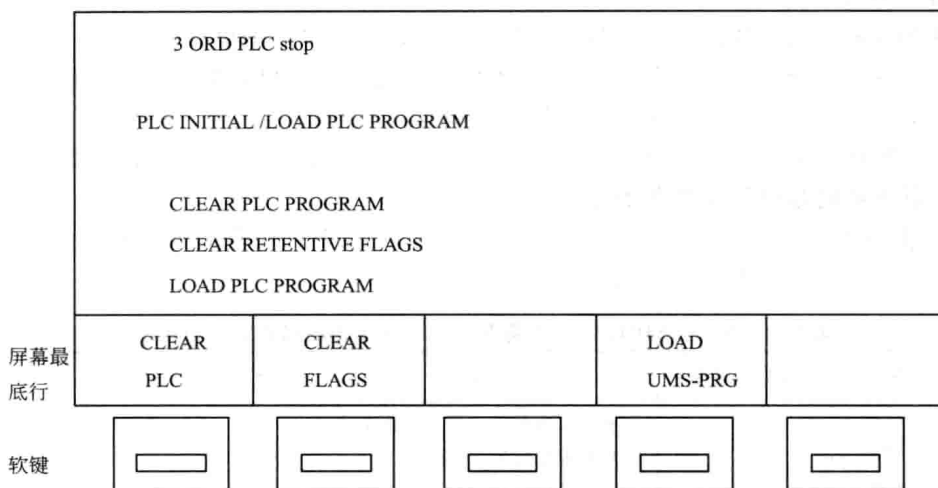 3 ORD PLC stop
PLC INITIAL /LOAD PLC PROGRAM
CLEAR PLC PROGRAM
CLEAR RETENTIVE FLAGS
LOAD PLC PROGRAM
屏幕最
底行
CLEAR
PLC
CLEAR
FLAGS
LOAD
UMS-PRG
软键